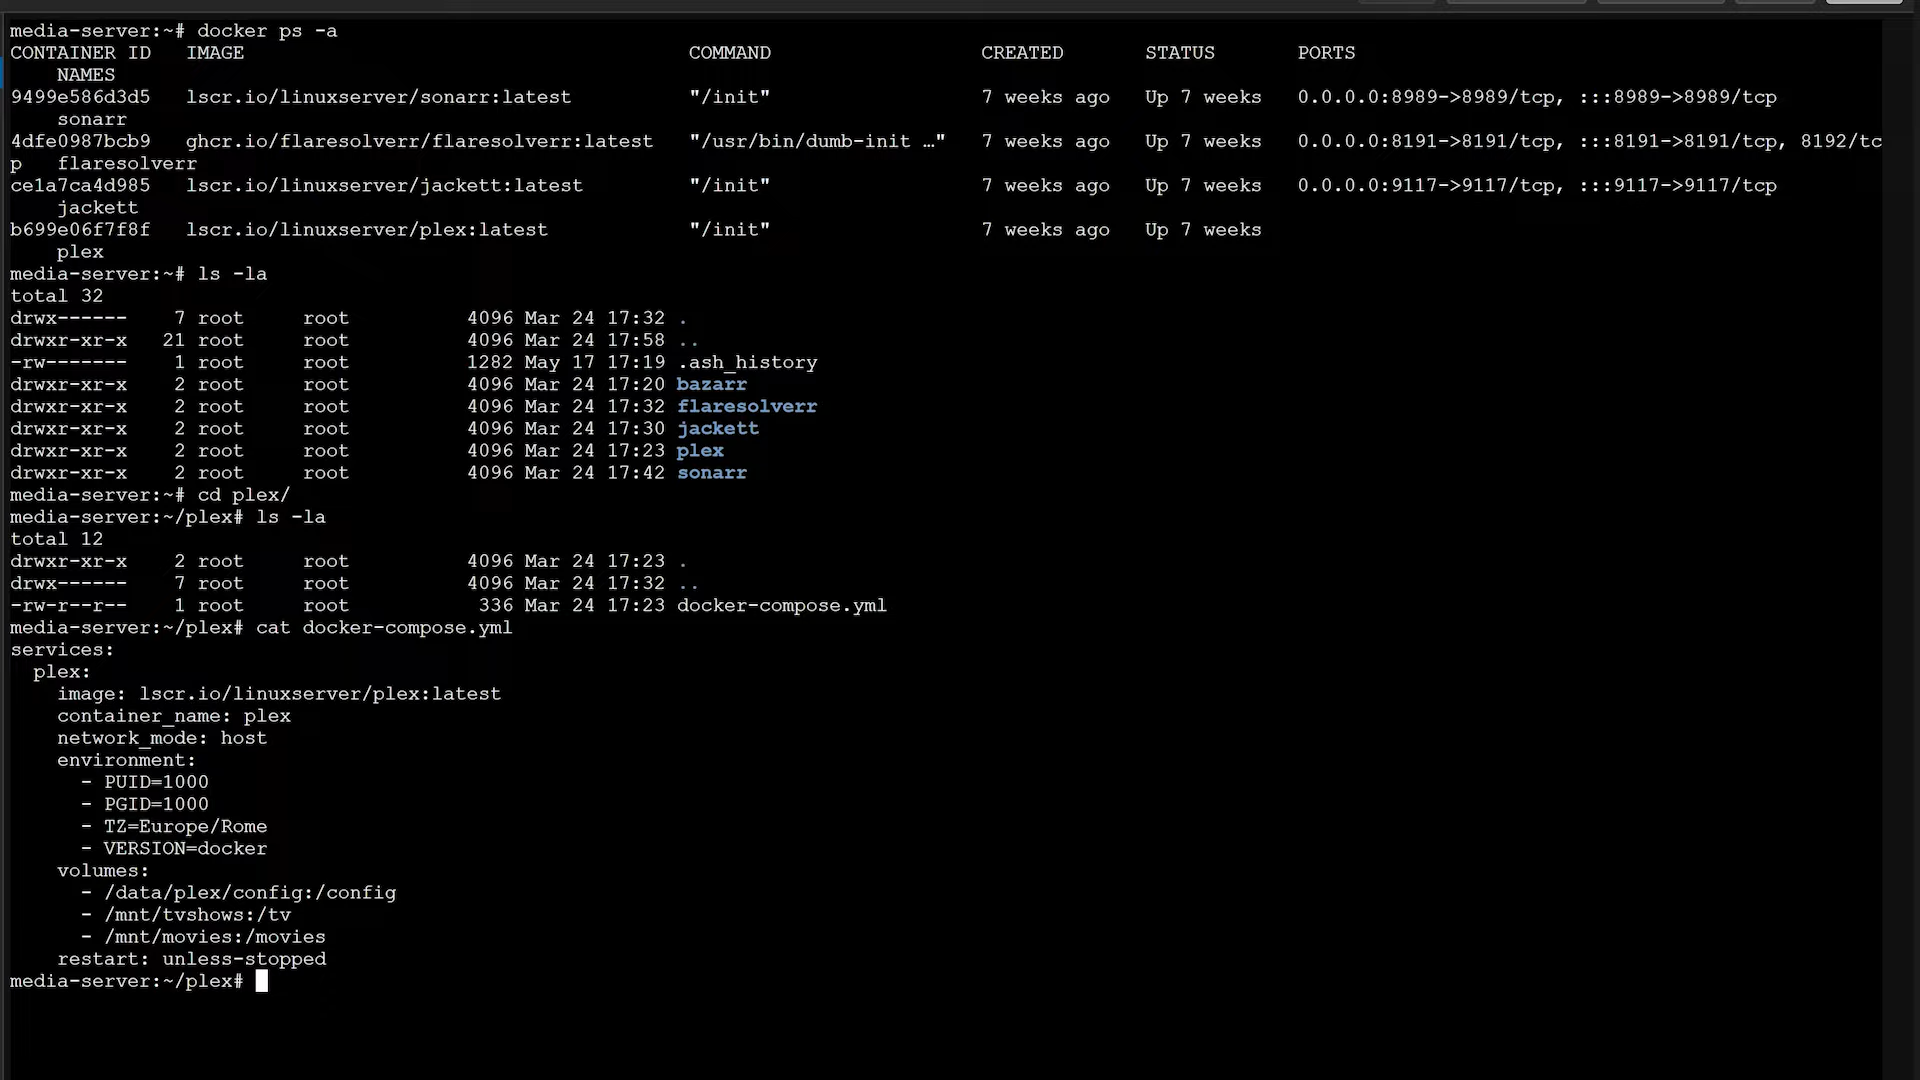 media-server:~# docker ps -a
CONTAINER ID   IMAGE                                      COMMAND                  CREATED       STATUS       PORTS
    NAMES
9499e586d3d5   lscr.io/linuxserver/sonarr:latest          "/init"                  7 weeks ago   Up 7 weeks   0.0.0.0:8989->8989/tcp, :::8989->8989/tcp
    sonarr
4dfe0987bcb9   ghcr.io/flaresolverr/flaresolverr:latest   "/usr/bin/dumb-init …"   7 weeks ago   Up 7 weeks   0.0.0.0:8191->8191/tcp, :::8191->8191/tcp, 8192/tc
p   flaresolverr
ce1a7ca4d985   lscr.io/linuxserver/jackett:latest         "/init"                  7 weeks ago   Up 7 weeks   0.0.0.0:9117->9117/tcp, :::9117->9117/tcp
    jackett
b699e06f7f8f   lscr.io/linuxserver/plex:latest            "/init"                  7 weeks ago   Up 7 weeks
    plex
media-server:~# ls -la
total 32
drwx------    7 root     root          4096 Mar 24 17:32 .
drwxr-xr-x   21 root     root          4096 Mar 24 17:58 ..
-rw-------    1 root     root          1282 May 17 17:19 .ash_history
drwxr-xr-x    2 root     root          4096 Mar 24 17:20 bazarr
drwxr-xr-x    2 root     root          4096 Mar 24 17:32 flaresolverr
drwxr-xr-x    2 root     root          4096 Mar 24 17:30 jackett
drwxr-xr-x    2 root     root          4096 Mar 24 17:23 plex
drwxr-xr-x    2 root     root          4096 Mar 24 17:42 sonarr
media-server:~# cd plex/
media-server:~/plex# ls -la
total 12
drwxr-xr-x    2 root     root          4096 Mar 24 17:23 .
drwx------    7 root     root          4096 Mar 24 17:32 ..
-rw-r--r--    1 root     root           336 Mar 24 17:23 docker-compose.yml
media-server:~/plex# cat docker-compose.yml
services:
  plex:
    image: lscr.io/linuxserver/plex:latest
    container_name: plex
    network_mode: host
    environment:
      - PUID=1000
      - PGID=1000
      - TZ=Europe/Rome
      - VERSION=docker
    volumes:
      - /data/plex/config:/config
      - /mnt/tvshows:/tv
      - /mnt/movies:/movies
    restart: unless-stopped
media-server:~/plex#